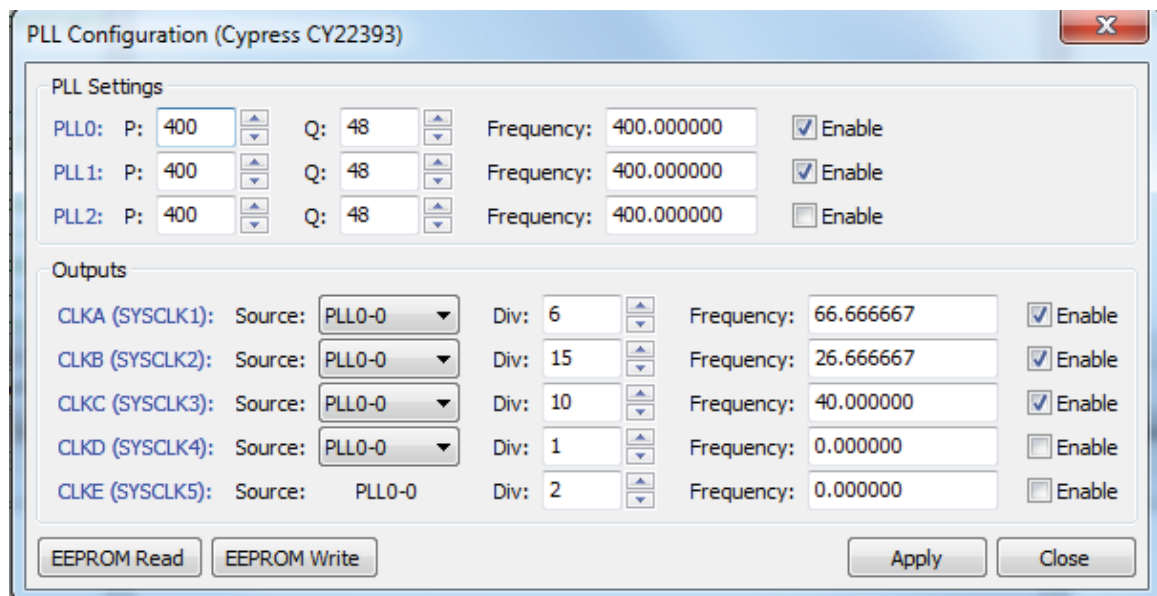 PLL Configuration (Cypress CY22393)
PLL Settings
PLL0: P: 400 Q: 48 Frequency: 400.000000 Enable
PLL1: P: 400 Q: 48 Frequency: 400.000000 Enable
PLL2: P: 400 Q: 48 Frequency: 400.000000 Enable
Outputs
CLKA (SYSCLK1): Source: PLL0-0 Div: 6 Frequency: 66.666667 Enable
CLKB (SYSCLK2): Source: PLL0-0 Div: 15 Frequency: 26.666667 Enable
CLKC (SYSCLK3): Source: PLL0-0 Div: 10 Frequency: 40.000000 Enable
CLKD (SYSCLK4): Source: PLL0-0 Div: 1 Frequency: 0.000000 Enable
CLKE (SYSCLK5): Source: PLL0-0 Div: 2 Frequency: 0.000000 Enable
EEPROM Read EEPROM Write Apply Close